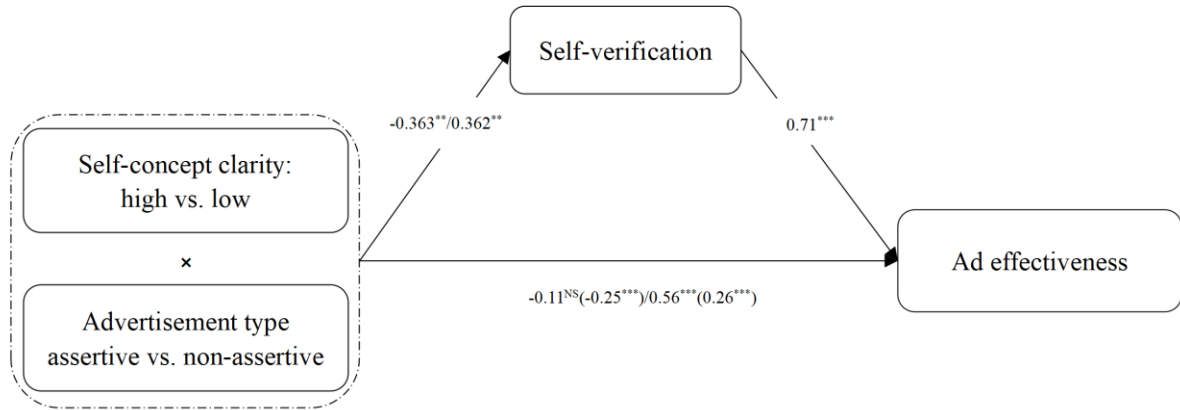 Self-verification
-0.363**/0.362**
0.71***
Self-concept clarity:
high vs. low
×
Advertisement type
assertive vs. non-assertive
Ad effectiveness
-0.11NS(-0.25***)/0.56***(0.26***)